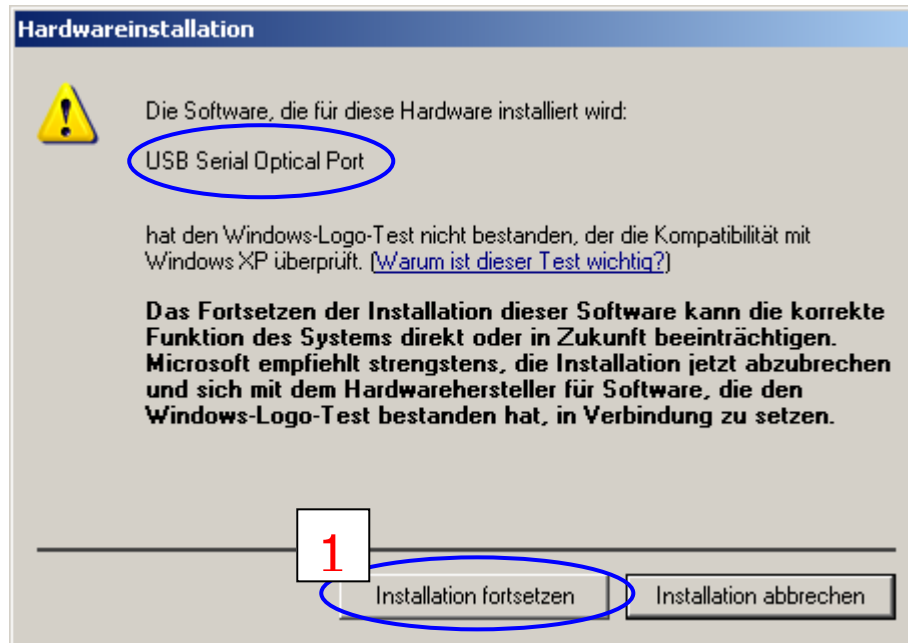 Hardwareinstallation
Die Software, die für diese Hardware installiert wird:
USB Serial Optical Port
hat den Windows-Logo-Test nicht bestanden, der die Kompatibilität mit
Windows XP überprüft. (Warum ist dieser Test wichtig?)
Das Fortsetzen der Installation dieser Software kann die korrekte
Funktion des Systems direkt oder in Zukunft beeinträchtigen.
Microsoft empfiehlt strengstens, die Installation jetzt abzubrechen
und sich mit dem Hardwarehersteller für Software, die den
Windows-Logo-Test bestanden hat, in Verbindung zu setzen.
1
Installation fortsetzen
Installation abbrechen